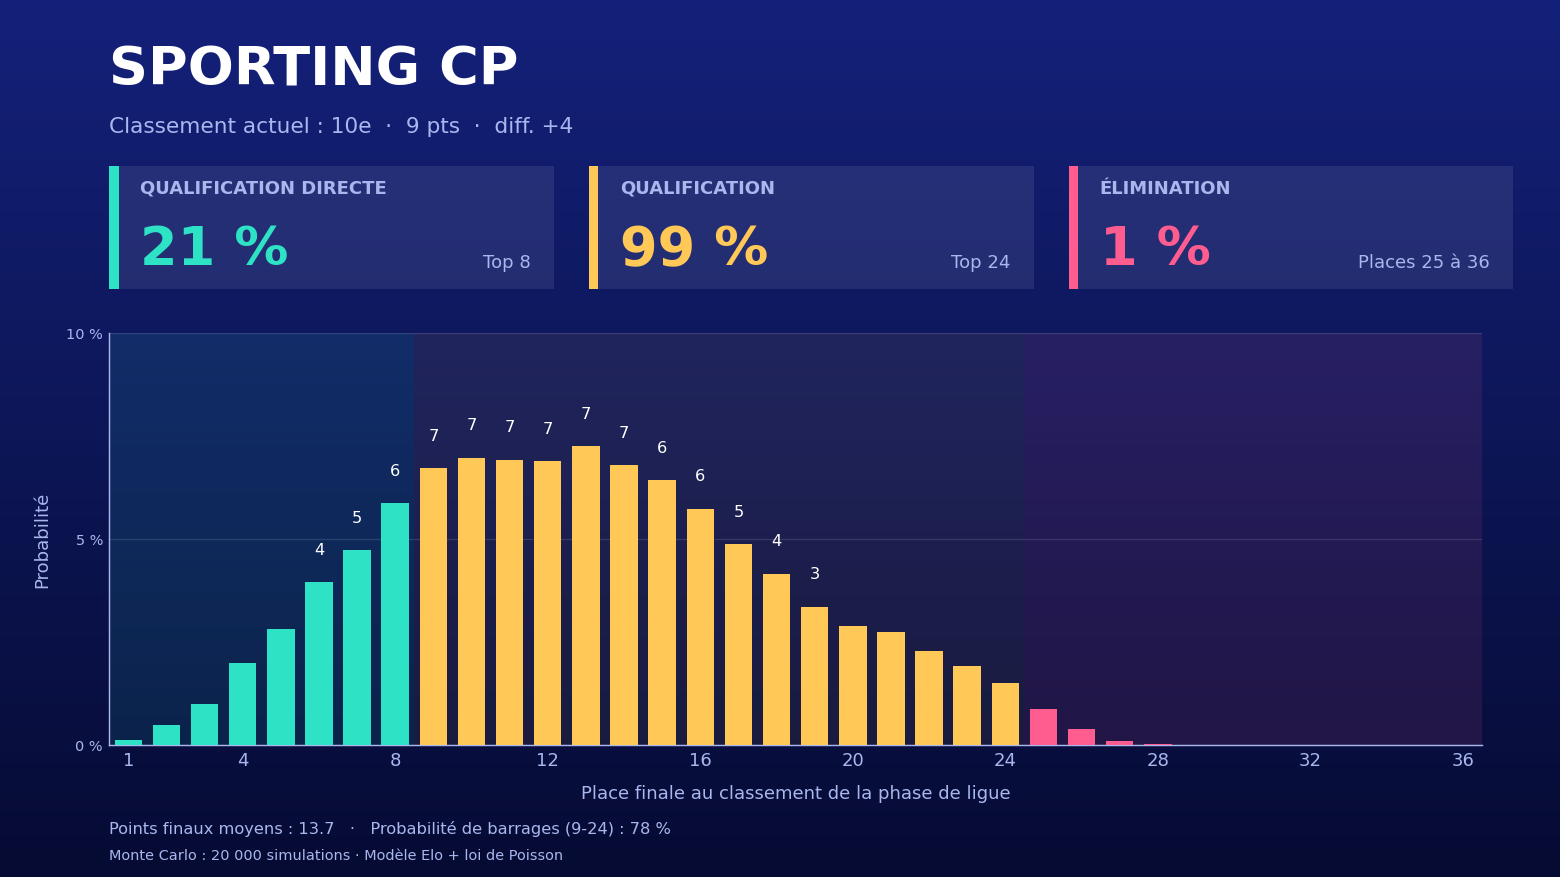 SPORTING CP
Classement actuel : 10e · 9 pts · diff. +4
QUALIFICATION DIRECTE
21 %
Top 8
QUALIFICATION
99 %
Top 24
ÉLIMINATION
1 %
Places 25 à 36
Probabilité
10 %
5 %
0 %
4 5 6 7 7 7 7 7 7 6 6 5 4 3
1 4 8 12 16 20 24 28 32 36
Place finale au classement de la phase de ligue
Points finaux moyens : 13.7 · Probabilité de barrages (9-24) : 78 %
Monte Carlo : 20 000 simulations · Modèle Elo + loi de Poisson